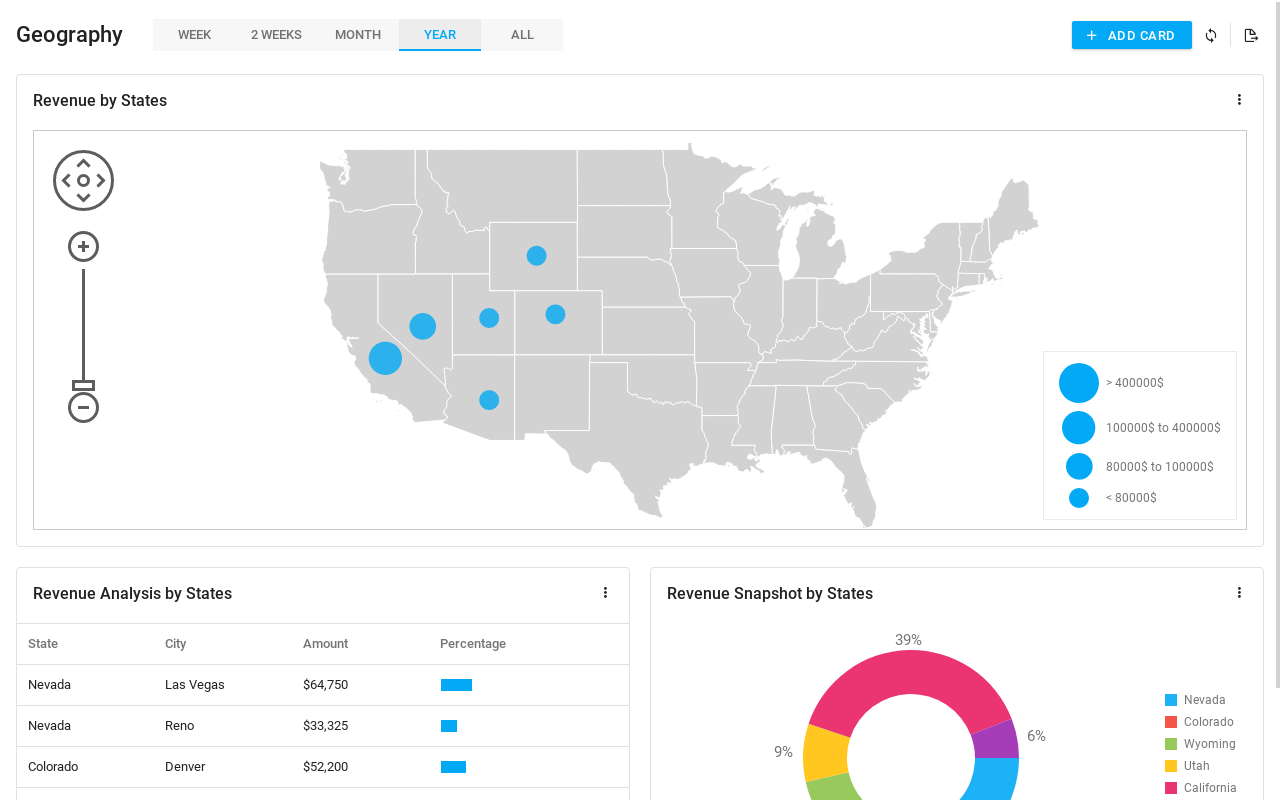 Geography
WEEK
2 WEEKS
MONTH
YEAR
ALL
ADD CARD
Revenue by States
> 400000$
100000$ to 400000$
80000$ to 100000$
< 80000$
Revenue Analysis by States
State City Amount Percentage
Nevada Las Vegas $64,750
Nevada Reno $33,325
Colorado Denver $52,200
Revenue Snapshot by States
39%
6%
9%
Nevada
Colorado
Wyoming
Utah
California